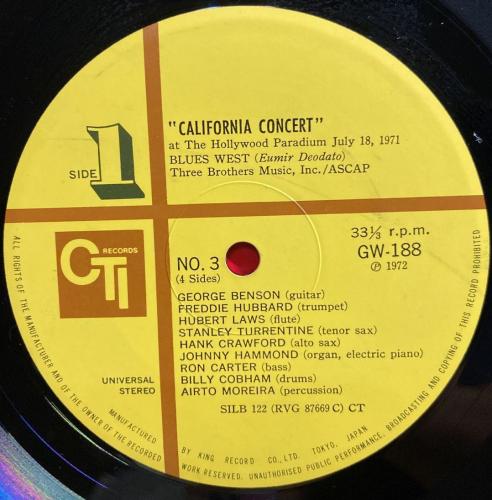 "CALIFORNIA CONCERT"
at The Hollywood Paradium July 18, 1971
BLUES WEST (Eumir Deodato)
Three Brothers Music, Inc./ASCAP
SIDE 1
CTI RECORDS
NO. 3
(4 Sides)
33⅓ r.p.m.
GW-188
Ⓟ 1972
GEORGE BENSON (guitar)
FREDDIE HUBBARD (trumpet)
HUBERT LAWS (flute)
STANLEY TURRENTINE (tenor sax)
HANK CRAWFORD (alto sax)
JOHNNY HAMMOND (organ, electric piano)
RON CARTER (bass)
BILLY COBHAM (drums)
AIRTO MOREIRA (percussion)
UNIVERSAL
STEREO
SILB 122 (RVG 87669 C) CT
MANUFACTURED BY KING RECORD CO., LTD. TOKYO, JAPAN
ALL RIGHTS OF THE MANUFACTURER AND OF THE OWNER OF THE RECORDED WORK RESERVED. UNAUTHORISED PUBLIC PERFORMANCE, BROADCASTING AND COPYING OF THIS RECORD PROHIBITED